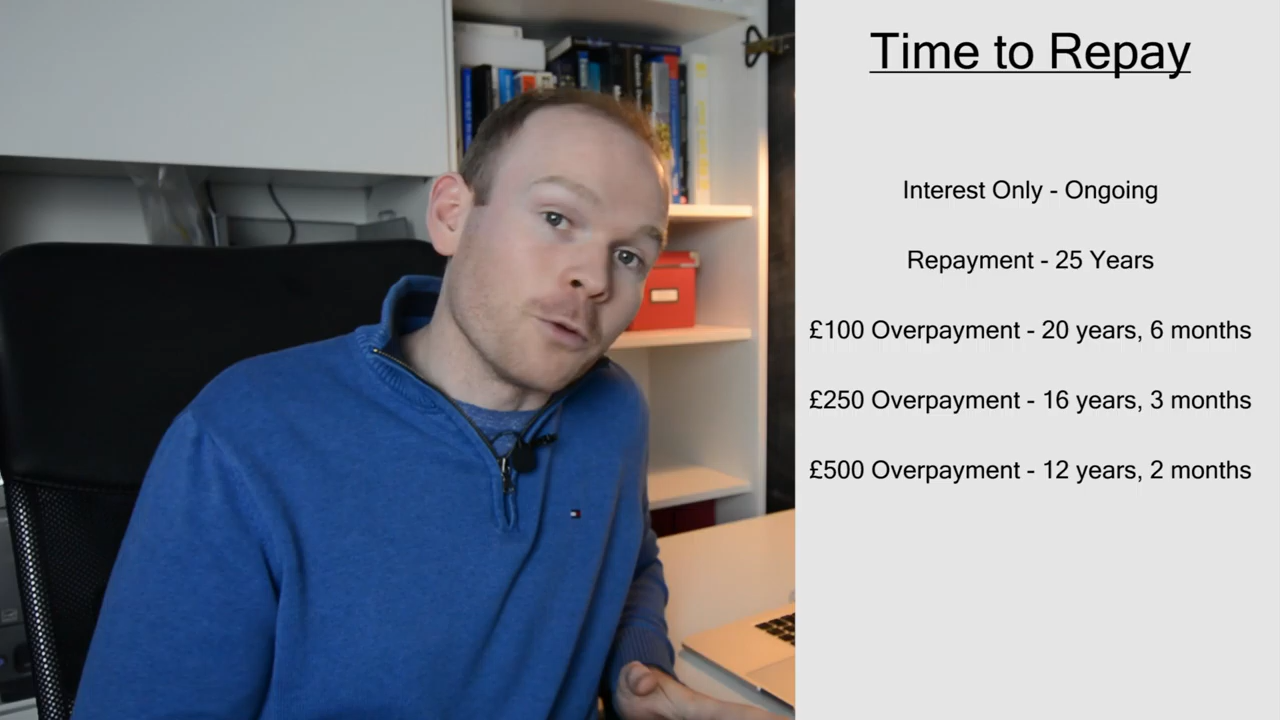 Time to Repay
Interest Only - Ongoing
Repayment - 25 Years
£100 Overpayment - 20 years, 6 months
£250 Overpayment - 16 years, 3 months
£500 Overpayment - 12 years, 2 months